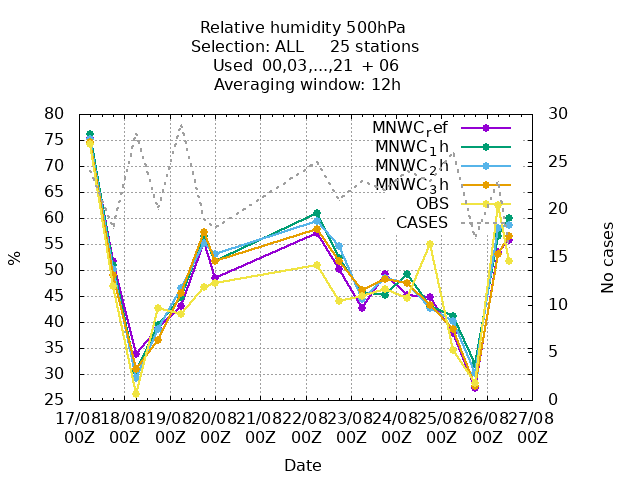 Relative humidity 500hPa
Selection: ALL     25 stations
Used  00,03,...,21  + 06
Averaging window: 12h
MNWC_ref
MNWC_1h
MNWC_2h
MNWC_3h
OBS
CASES
80
75
70
65
60
55
50
45
40
35
30
25
%
30
25
20
15
10
5
0
No cases
17/08 18/08 19/08 20/08 21/08 22/08 23/08 24/08 25/08 26/08 27/08
00Z 00Z 00Z 00Z 00Z 00Z 00Z 00Z 00Z 00Z 00Z
Date